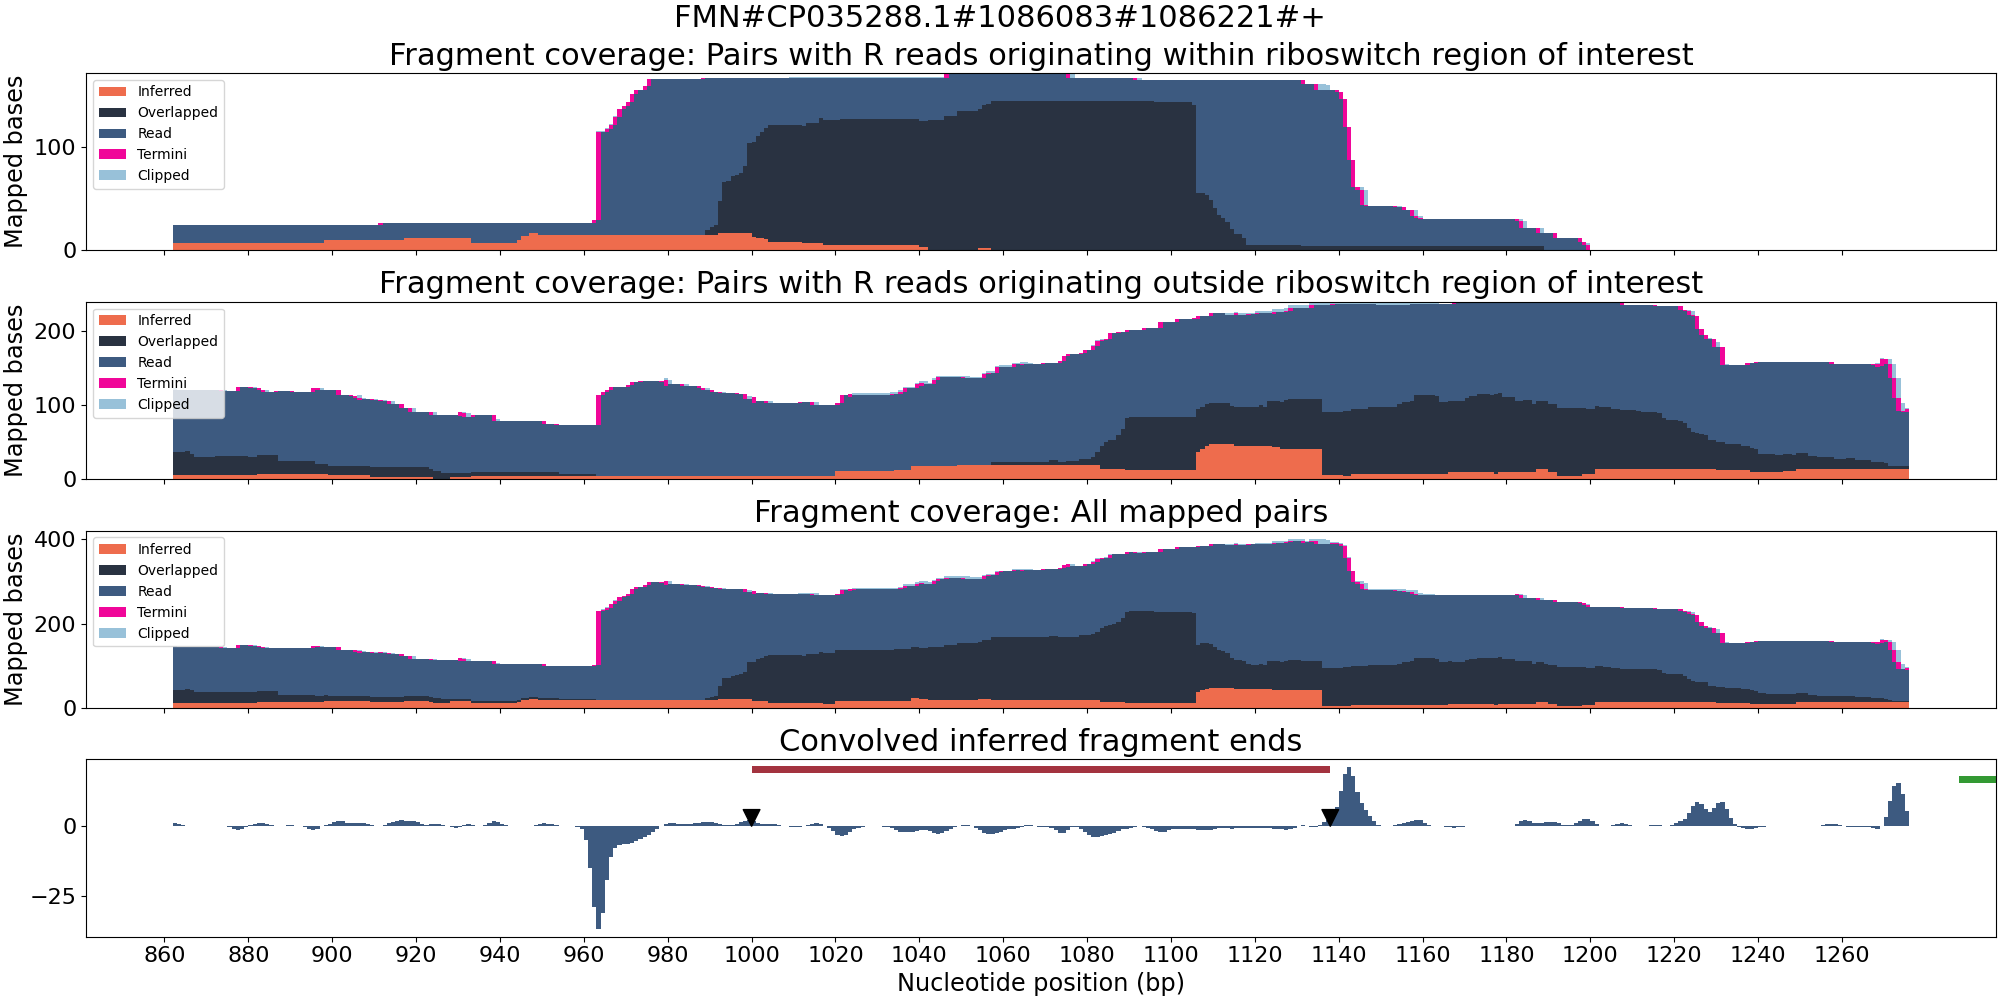 FMN#CP035288.1#1086083#1086221#+
Fragment coverage: Pairs with R reads originating within riboswitch region of interest
Mapped bases
100
0
Inferred
Overlapped
Read
Termini
Clipped
Fragment coverage: Pairs with R reads originating outside riboswitch region of interest
Mapped bases
200
100
0
Inferred
Overlapped
Read
Termini
Clipped
Fragment coverage: All mapped pairs
Mapped bases
400
200
0
Inferred
Overlapped
Read
Termini
Clipped
Convolved inferred fragment ends
0
−25
860 880 900 920 940 960 980 1000 1020 1040 1060 1080 1100 1120 1140 1160 1180 1200 1220 1240 1260
Nucleotide position (bp)